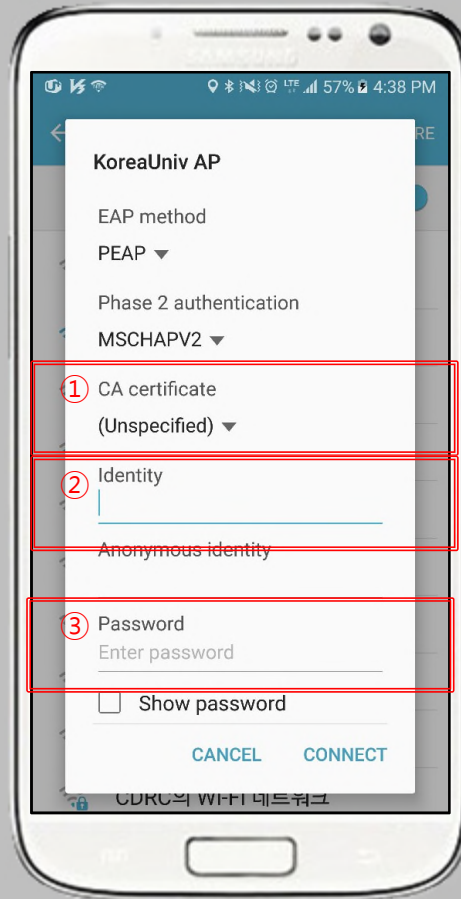 SAMSUNG
LTE 57% 4:38 PM
RE
KoreaUniv AP
EAP method
PEAP
Phase 2 authentication
MSCHAPV2
① CA certificate
(Unspecified)
② Identity
Anonymous identity
③ Password
Enter password
Show password
CANCEL CONNECT
CDRC의 WI-FI 네트워크